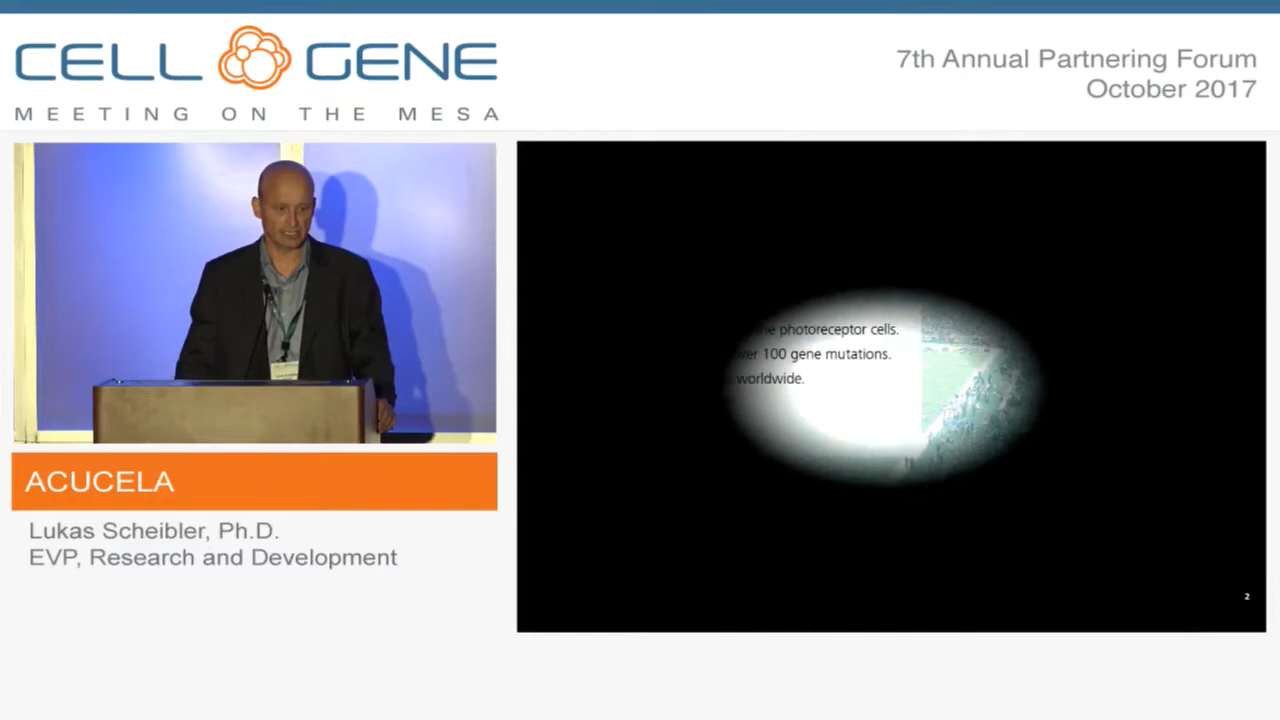 CELL GENE
MEETING ON THE MESA
7th Annual Partnering Forum
October 2017
photoreceptor cells.
100 gene mutations.
worldwide.
2
ACUCELA
Lukas Scheibler, Ph.D.
EVP, Research and Development